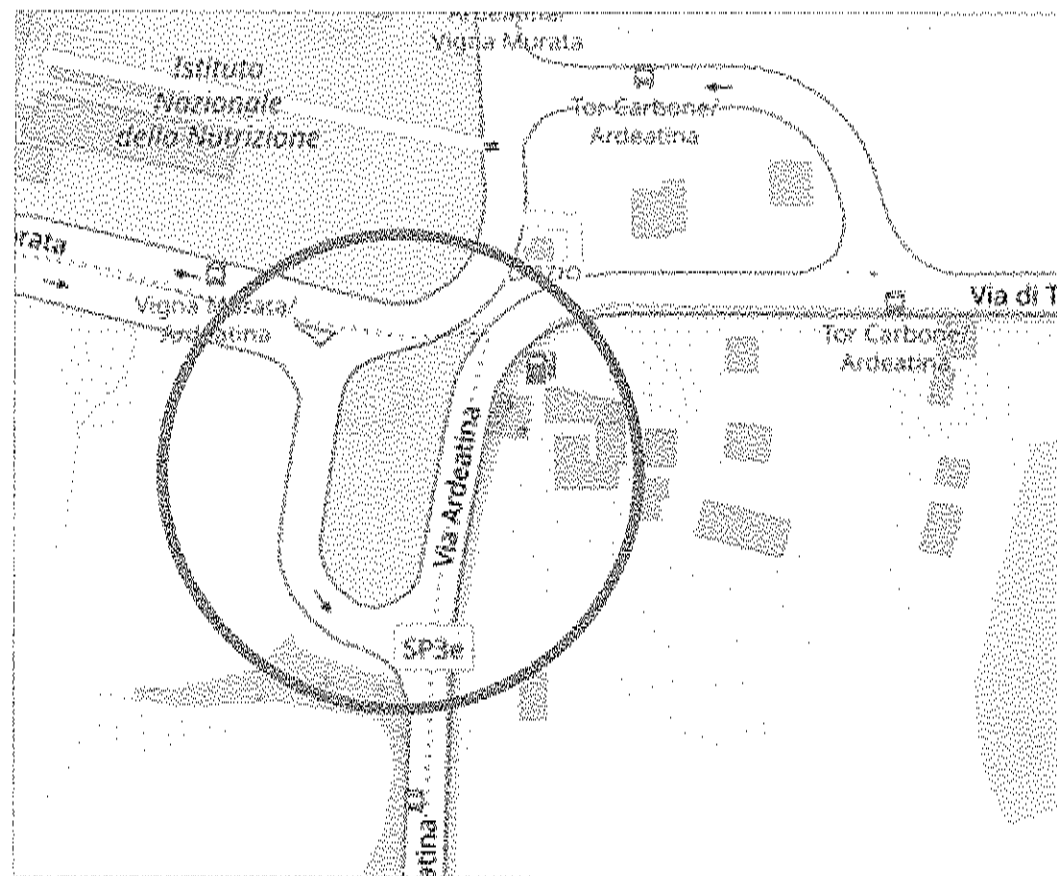 Vigna Murata
Istituto
Nazionale
della Nutrizione
Tor Carbone/
Ardeatina
urata
Vigna Murata/
Ardeatina
Via di T
Tor Carbone/
Ardeatina
Via Ardeatina
SP3e
atina